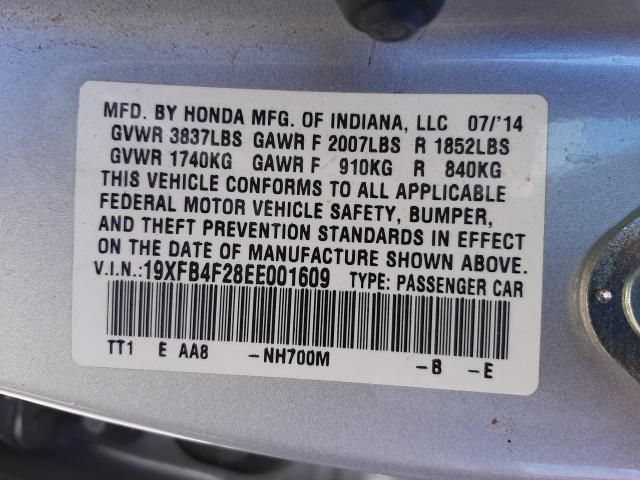 MFD. BY HONDA MFG. OF INDIANA, LLC 07/'14
GVWR 3837LBS GAWR F 2007LBS R 1852LBS
GVWR 1740KG GAWR F 910KG R 840KG
THIS VEHICLE CONFORMS TO ALL APPLICABLE
FEDERAL MOTOR VEHICLE SAFETY, BUMPER,
AND THEFT PREVENTION STANDARDS IN EFFECT
ON THE DATE OF MANUFACTURE SHOWN ABOVE.
V.I.N.:19XFB4F28EE001609 TYPE: PASSENGER CAR
TT1 E AA8 -NH700M -B -E